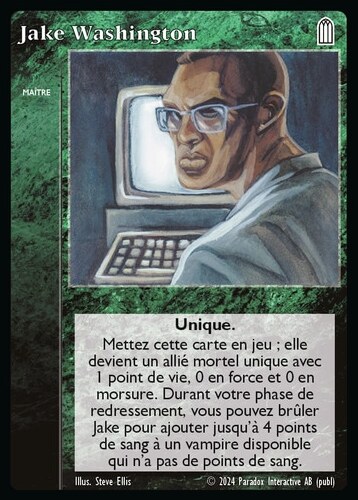 Jake Washington
MAÎTRE
Unique.
Mettez cette carte en jeu ; elle
devient un allié mortel unique avec
1 point de vie, 0 en force et 0 en
morsure. Durant votre phase de
redressement, vous pouvez brûler
Jake pour ajouter jusqu'à 4 points
de sang à un vampire disponible
qui n'a pas de points de sang.
Illus. Steve Ellis
© 2024 Paradox Interactive AB (publ)